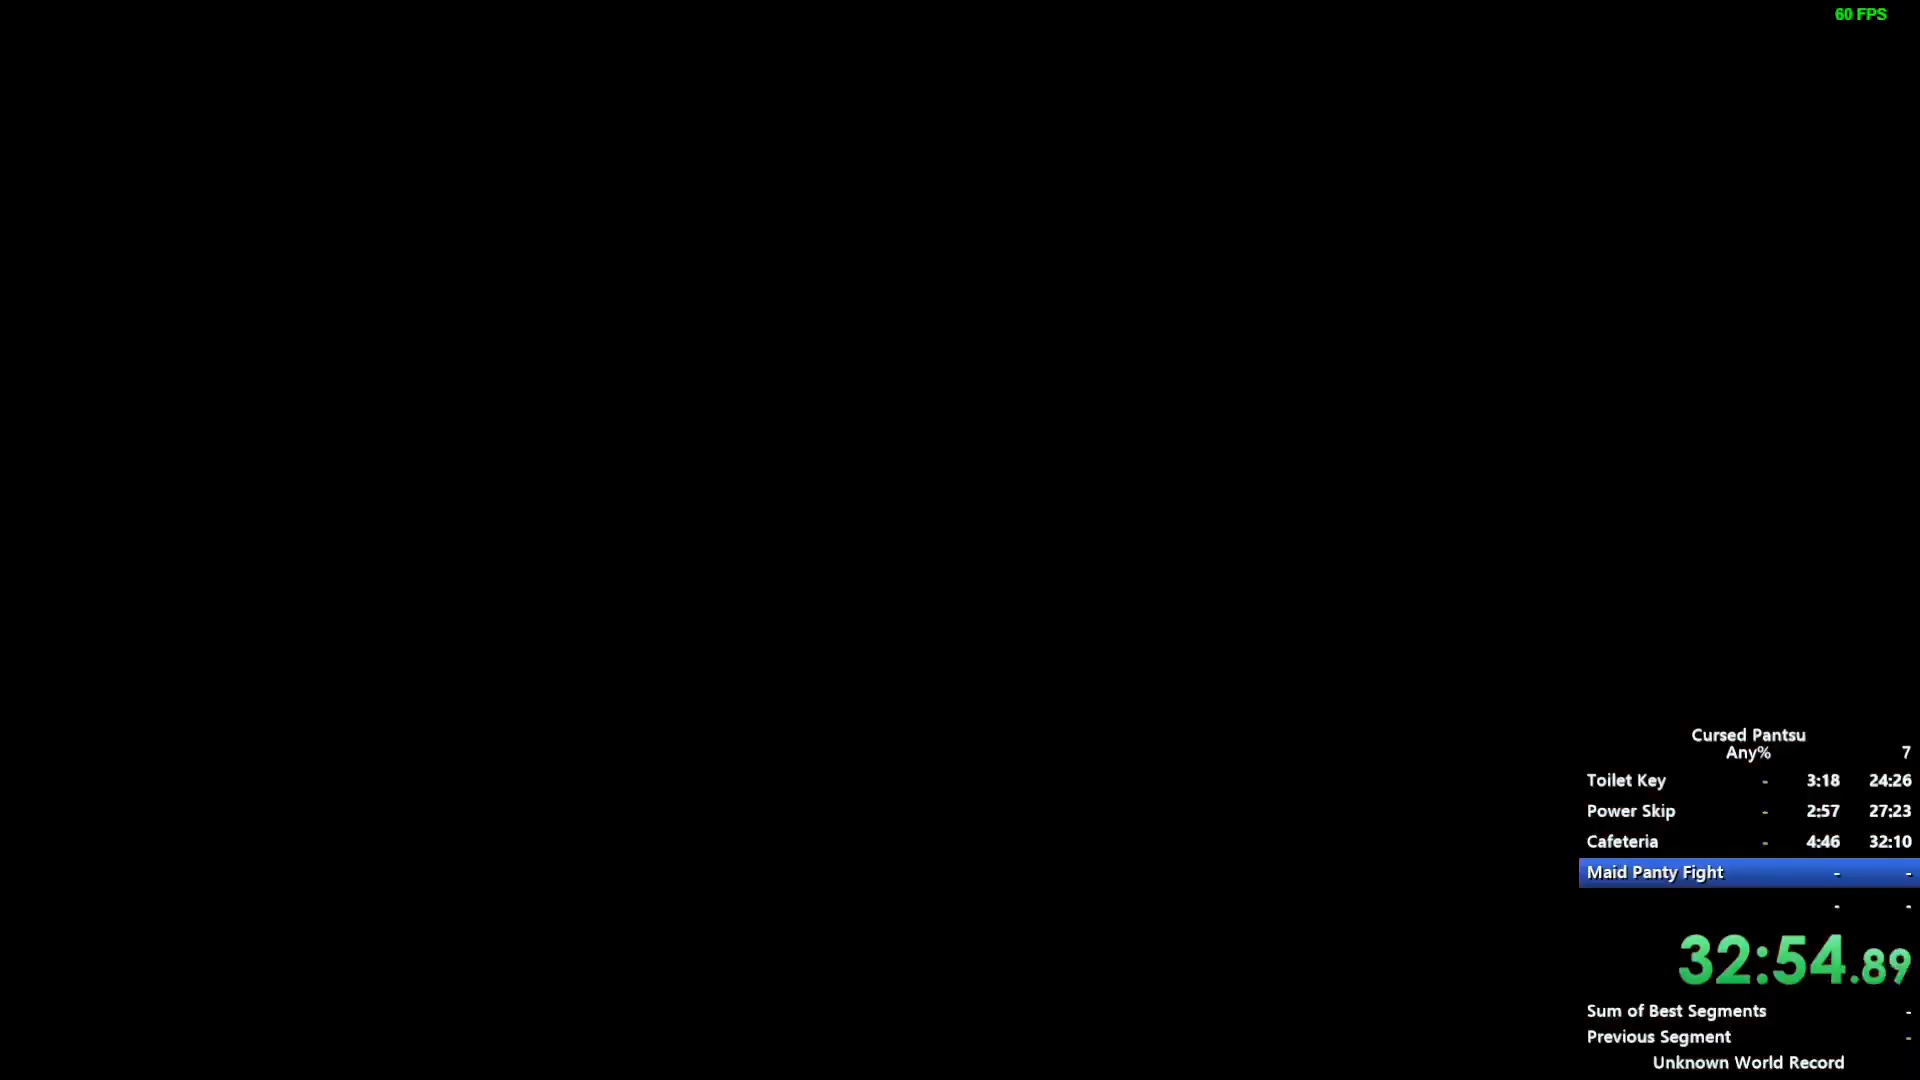 60 FPS
Cursed Pantsu
Any% 7
Toilet Key - 3:18 24:26
Power Skip - 2:57 27:23
Cafeteria - 4:46 32:10
Maid Panty Fight - -
- -
32:54.89
Sum of Best Segments -
Previous Segment -
Unknown World Record